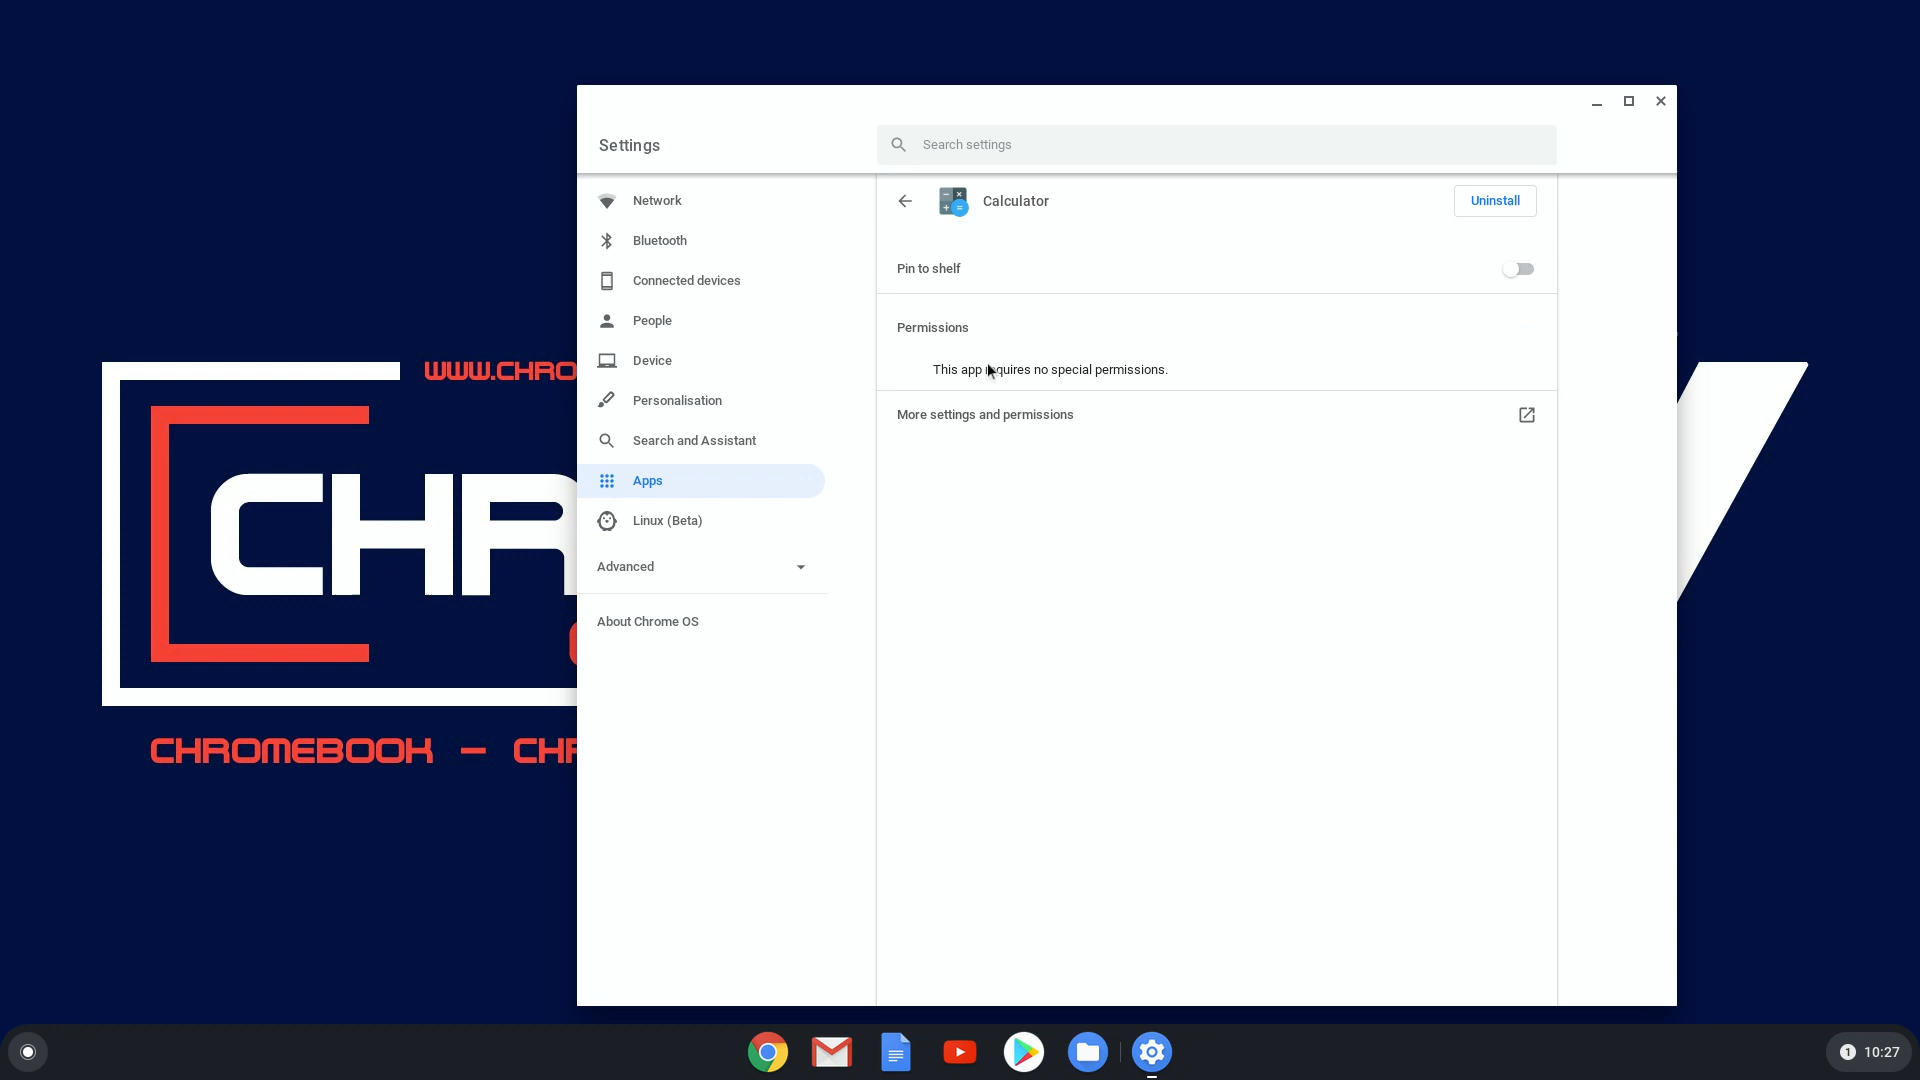 Settings
Search settings
Network
Bluetooth
Connected devices
People
Device
Personalisation
Search and Assistant
Apps
Linux (Beta)
Advanced
About Chrome OS
Calculator
Uninstall
Pin to shelf
Permissions
This app requires no special permissions.
More settings and permissions
WWW.CHRO
CHR
CHROMEBOOK - CHR
1 10:27